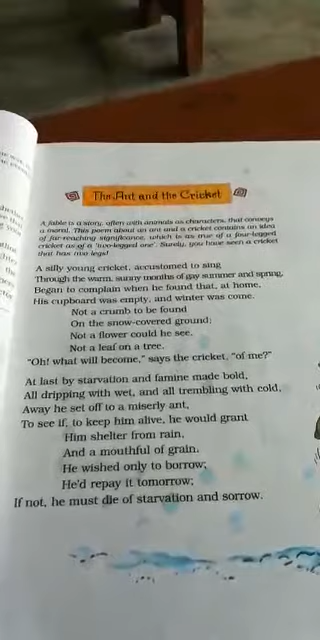 The Ant and the Cricket
A fable is a story, often with animals as characters, that conveys
a moral. This poem about an ant and a cricket contains an idea
of far-reaching significance, which is as true of a four-legged
cricket as of a 'two-legged one'. Surely, you have seen a cricket
that has two legs!
A silly young cricket, accustomed to sing
Through the warm, sunny months of gay summer and spring,
Began to complain when he found that, at home,
His cupboard was empty, and winter was come.
Not a crumb to be found
On the snow-covered ground;
Not a flower could he see,
Not a leaf on a tree.
“Oh! what will become,” says the cricket, “of me?”
At last by starvation and famine made bold,
All dripping with wet, and all trembling with cold,
Away he set off to a miserly ant,
To see if, to keep him alive, he would grant
Him shelter from rain,
And a mouthful of grain.
He wished only to borrow;
He'd repay it tomorrow;
If not, he must die of starvation and sorrow.